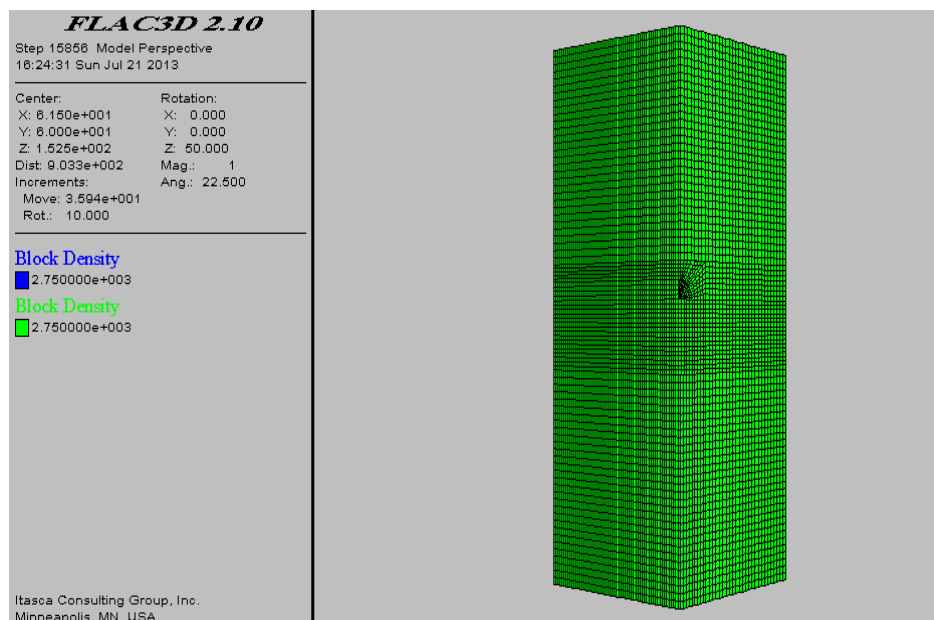 FLAC3D 2.10
Step 15856 Model Perspective
16:24:31 Sun Jul 21 2013
Center: Rotation:
X: 6.150e+001 X: 0.000
Y: 6.000e+001 Y: 0.000
Z: 1.525e+002 Z: 50.000
Dist: 9.033e+002 Mag.: 1
Increments: Ang.: 22.500
Move: 3.594e+001
Rot.: 10.000
Block Density
2.750000e+003
Block Density
2.750000e+003
Itasca Consulting Group, Inc.
Minneapolis, MN USA